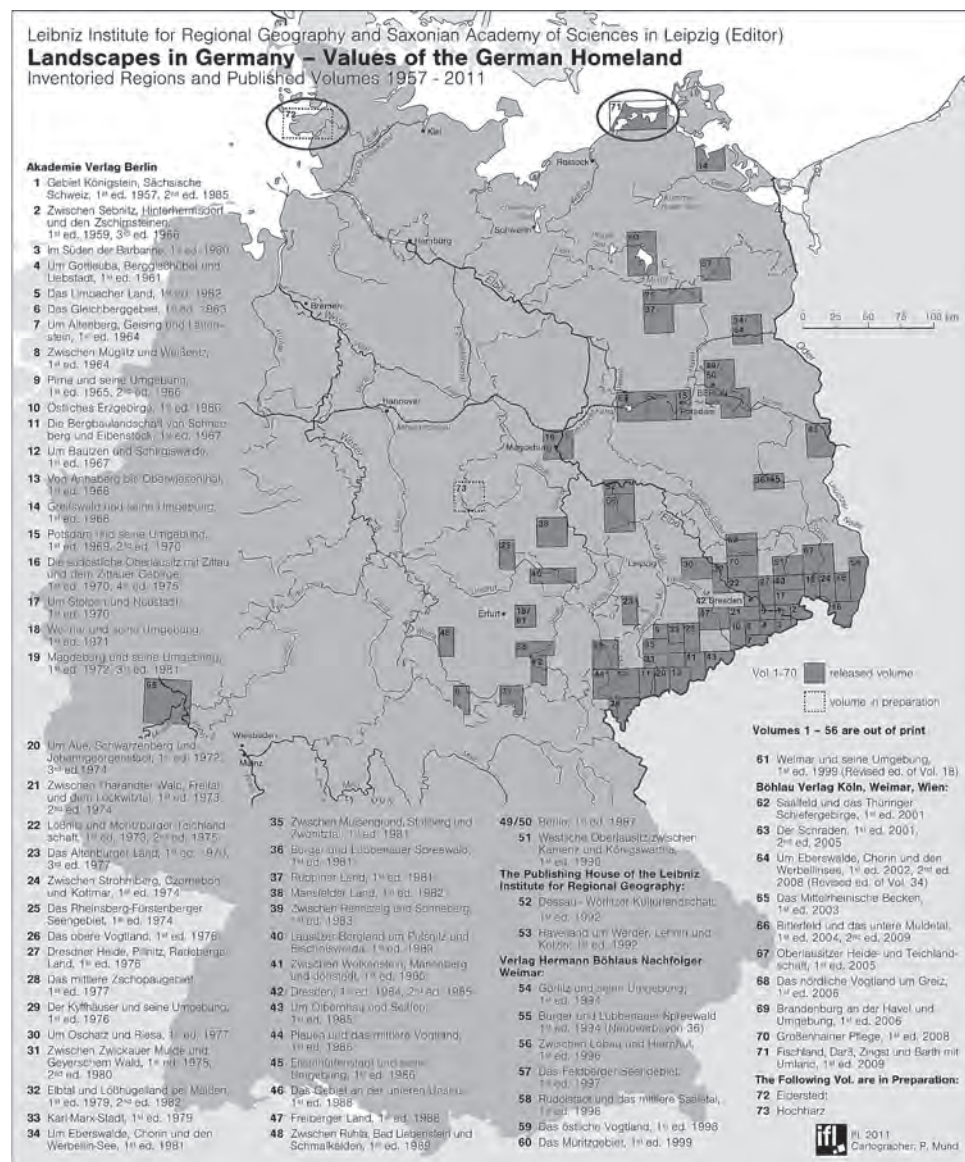 Leibniz Institute for Regional Geography and Saxonian Academy of Sciences in Leipzig (Editor)
Landscapes in Germany – Values of the German Homeland
Inventoried Regions and Published Volumes 1957 - 2011
72
71
Kiel
Rostock
14
Schwerin
Hamburg
Elbe
Bremen
60
57
37
0 25 50 75 100 km
Oder
BERLIN
Potsdam
Hannover
Weser
Magdeburg
73
Elbe
Leipzig
Erfurt
42 Dresden
Wiesbaden
Mainz
Akademie Verlag Berlin
1 Gebiet Königstein, Sächsische
Schweiz, 1st ed. 1957, 2nd ed. 1985
2 Zwischen Sebnitz, Hinterhermsdorf
und den Zschirnsteinen,
1st ed. 1959, 3rd ed. 1966
3 Im Süden der Barbarine, 1st ed. 1960
4 Um Gottleuba, Berggießhübel und
Liebstadt, 1st ed. 1961
5 Das Limbacher Land, 1st ed. 1962
6 Das Gleichberggebiet, 1st ed. 1963
7 Um Altenberg, Geising und Lauen-
stein, 1st ed. 1964
8 Zwischen Müglitz und Weißeritz,
1st ed. 1964
9 Pirna und seine Umgebung,
1st ed. 1965, 2nd ed. 1966
10 Östliches Erzgebirge, 1st ed. 1966
11 Die Bergbaulandschaft von Schnee-
berg und Eibenstock, 1st ed. 1967
12 Um Bautzen und Schirgiswalde,
1st ed. 1967
13 Von Annaberg bis Oberwiesenthal,
1st ed. 1968
14 Greifswald und seine Umgebung,
1st ed. 1968
15 Potsdam und seine Umgebung,
1st ed. 1969, 2nd ed. 1970
16 Die südöstliche Oberlausitz mit Zittau
und dem Zittauer Gebirge,
1st ed. 1970, 4th ed. 1975
17 Um Stolpen und Neustadt,
1st ed. 1970
18 Weimar und seine Umgebung,
1st ed. 1971
19 Magdeburg und seine Umgebung,
1st ed. 1972, 3rd ed. 1981
20 Um Aue, Schwarzenberg und
Johanngeorgenstadt, 1st ed. 1972,
3rd ed. 1974
21 Zwischen Tharandter Wald, Freital
und dem Lockwitztal, 1st ed. 1973,
2nd ed. 1974
22 Lößnitz und Moritzburger Teichland-
schaft, 1st ed. 1973, 2nd ed. 1975
23 Das Altenburger Land, 1st ed. 1973,
3rd ed. 1977
24 Zwischen Strohmberg, Czorneboh
und Kottmar, 1st ed. 1974
25 Das Rheinsberg-Fürstenberger
Seengebiet, 1st ed. 1974
26 Das obere Vogtland, 1st ed. 1976
27 Dresdner Heide, Pillnitz, Radeberger
Land, 1st ed. 1976
28 Das mittlere Zschopaugebiet,
1st ed. 1977
29 Der Kyffhäuser und seine Umgebung,
1st ed. 1976
30 Um Oschatz und Riesa, 1st ed. 1977
31 Zwischen Zwickauer Mulde und
Geyerschem Wald, 1st ed. 1975,
2nd ed. 1980
32 Elbtal und Lößhügelland bei Meißen,
1st ed. 1979, 2nd ed. 1982
33 Karl-Marx-Stadt, 1st ed. 1979
34 Um Eberswalde, Chorin und den
Werbellin-See, 1st ed. 1981
35 Zwischen Mülsengrund, Stollberg und
Zwönitztal, 1st ed. 1981
36 Burger und Lübbenauer Spreewald,
1st ed. 1981
37 Ruppiner Land, 1st ed. 1981
38 Mansfelder Land, 1st ed. 1982
39 Zwischen Rennsteig und Sonneberg,
1st ed. 1983
40 Lausitzer Bergland um Pulsnitz und
Bischofswerda, 1st ed. 1983
41 Zwischen Wolkenstein, Marienberg
und Jöhstadt, 1st ed. 1985
42 Dresden, 1st ed. 1984, 2nd ed. 1985
43 Um Olbernhau und Seiffen,
1st ed. 1985
44 Plauen und das mittlere Vogtland,
1st ed. 1986
45 Eisenhüttenstadt und seine
Umgebung, 1st ed. 1986
46 Das Gebiet an der unteren Unstrut,
1st ed. 1988
47 Freiberger Land, 1st ed. 1988
48 Zwischen Ruhla, Bad Liebenstein und
Schmalkalden, 1st ed. 1989
49/50 Berlin, 1st ed. 1987
51 Westliche Oberlausitz zwischen
Kamenz und Königswartha,
1st ed. 1990
The Publishing House of the Leibniz
Institute for Regional Geography:
52 Dessau-Wörlitzer Kulturlandschaft,
1st ed. 1992
53 Havelland um Werder, Lehnin und
Ketzin, 1st ed. 1992
Verlag Hermann Böhlaus Nachfolger
Weimar:
54 Görlitz und seine Umgebung,
1st ed. 1994
55 Burger und Lübbenauer Spreewald
1st ed. 1994 (Neubearb. von 36)
56 Zwischen Löbau und Herrnhut,
1st ed. 1996
57 Das Feldberger Seengebiet,
1st ed. 1997
58 Rudolstadt und das mittlere Saaletal,
1st ed. 1998
59 Das östliche Vogtland, 1st ed. 1998
60 Das Müritzgebiet, 1st ed. 1999
Vol. 1-70 released volume
volume in preparation
Volumes 1 – 56 are out of print
61 Weimar und seine Umgebung,
1st ed. 1999 (Revised ed. of Vol. 18)
Böhlau Verlag Köln, Weimar, Wien:
62 Saalfeld und das Thüringer
Schiefergebirge, 1st ed. 2001
63 Der Schraden, 1st ed. 2001,
2nd ed. 2005
64 Um Eberswalde, Chorin und den
Werbellinsee, 1st ed. 2002, 2nd ed.
2008 (Revised ed. of Vol. 34)
65 Das Mittelrheinische Becken,
1st ed. 2003
66 Bitterfeld und das untere Muldetal,
1st ed. 2004, 2nd ed. 2009
67 Oberlausitzer Heide- und Teichland-
schaft, 1st ed. 2005
68 Das nördliche Vogtland um Greiz,
1st ed. 2006
69 Brandenburg an der Havel und
Umgebung, 1st ed. 2006
70 Großenhainer Pflege, 1st ed. 2008
71 Fischland, Darß, Zingst und Barth mit
Umland, 1st ed. 2009
The Following Vol. are in Preparation:
72 Eiderstedt
73 Hochharz
ifl
IfL 2011
Cartographer: P. Mund